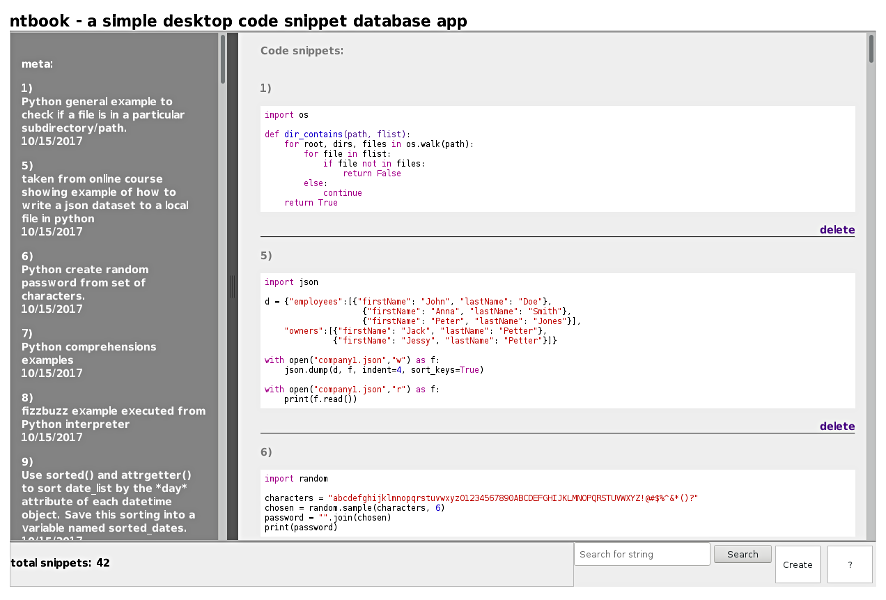 ntbook - a simple desktop code snippet database app
meta:
1)
Python general example to
check if a file is in a particular
subdirectory/path.
10/15/2017
5)
taken from online course
showing example of how to
write a json dataset to a local
file in python
10/15/2017
6)
Python create random
password from set of
characters.
10/15/2017
7)
Python comprehensions
examples
10/15/2017
8)
fizzbuzz example executed from
Python interpreter
10/15/2017
9)
Use sorted() and attrgetter()
to sort date_list by the *day*
attribute of each datetime
object. Save this sorting into a
variable named sorted_dates.
10/15/2017
Code snippets:
1)
import os
def dir_contains(path, flist):
    for root, dirs, files in os.walk(path):
        for file in flist:
            if file not in files:
                return False
        else:
            continue
    return True
delete
5)
import json
d = {"employees":[{"firstName": "John", "lastName": "Doe"},
                    {"firstName": "Anna", "lastName": "Smith"},
                    {"firstName": "Peter", "lastName": "Jones"}],
    "owners":[{"firstName": "Jack", "lastName": "Petter"},
              {"firstName": "Jessy", "lastName": "Petter"}]}
with open("company1.json","w") as f:
    json.dump(d, f, indent=4, sort_keys=True)
with open("company1.json","r") as f:
    print(f.read())
delete
6)
import random
characters = "abcdefghijklmnopqrstuvwxyz01234567890ABCDEFGHIJKLMNOPQRSTUVWXYZ!@#$%^&*()?"
chosen = random.sample(characters, 6)
password = "".join(chosen)
print(password)
total snippets: 42
Search for string
Search
Create
?